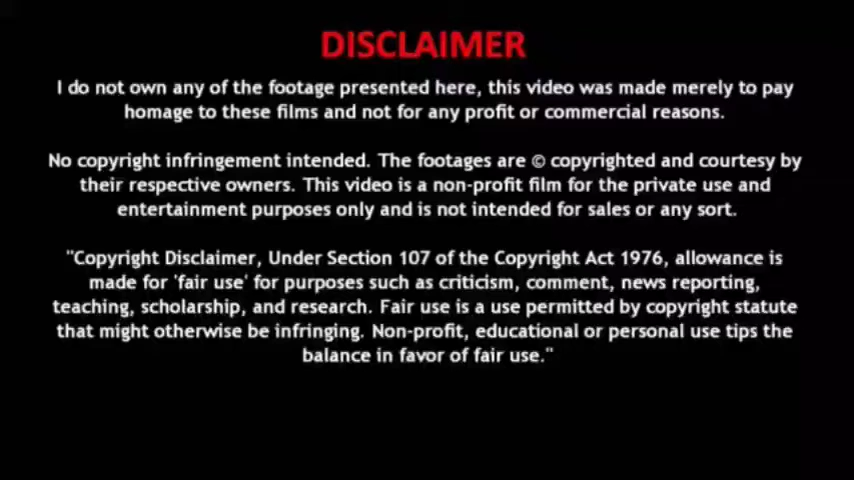 DISCLAIMER
I do not own any of the footage presented here, this video was made merely to pay
homage to these films and not for any profit or commercial reasons.
No copyright infringement intended. The footages are © copyrighted and courtesy by
their respective owners. This video is a non-profit film for the private use and
entertainment purposes only and is not intended for sales or any sort.
"Copyright Disclaimer, Under Section 107 of the Copyright Act 1976, allowance is
made for 'fair use' for purposes such as criticism, comment, news reporting,
teaching, scholarship, and research. Fair use is a use permitted by copyright statute
that might otherwise be infringing. Non-profit, educational or personal use tips the
balance in favor of fair use."